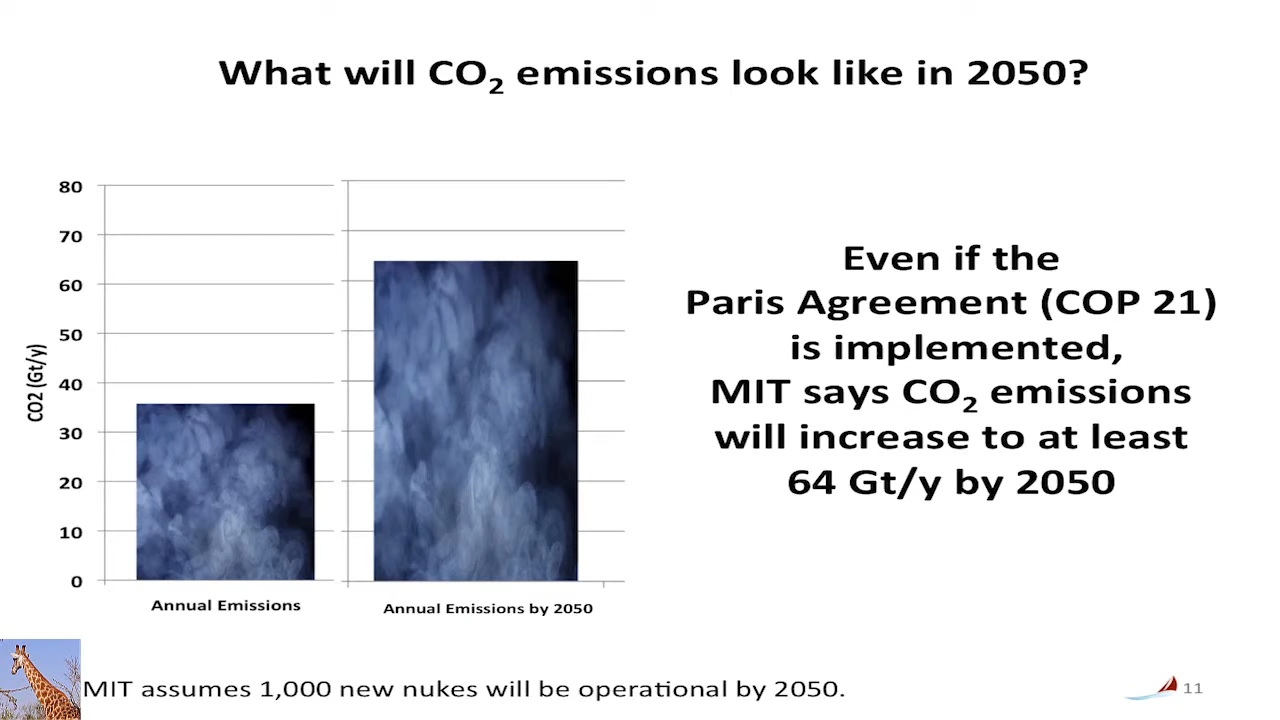 What will CO₂ emissions look like in 2050?
80
70
60
50
40
30
20
10
0
CO2 (Gt/y)
Annual Emissions
Annual Emissions by 2050
Even if the
Paris Agreement (COP 21)
is implemented,
MIT says CO₂ emissions
will increase to at least
64 Gt/y by 2050
MIT assumes 1,000 new nukes will be operational by 2050.
11